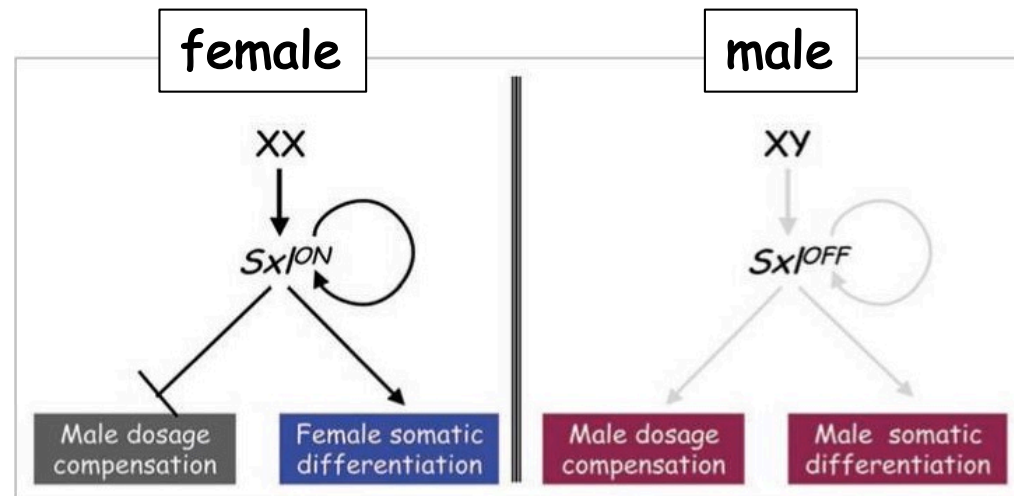 female
male
XX
XY
Sxl^ON
Sxl^OFF
Male dosage
compensation
Female somatic
differentiation
Male dosage
compensation
Male somatic
differentiation